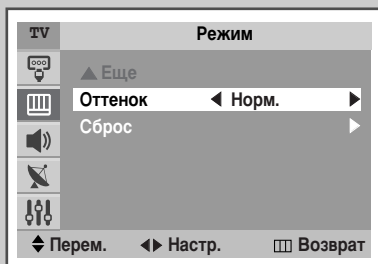 TV Режим
▲ Еще
Оттенок ◀ Норм. ▶
Сброс ▶
Перем. Настр. Возврат